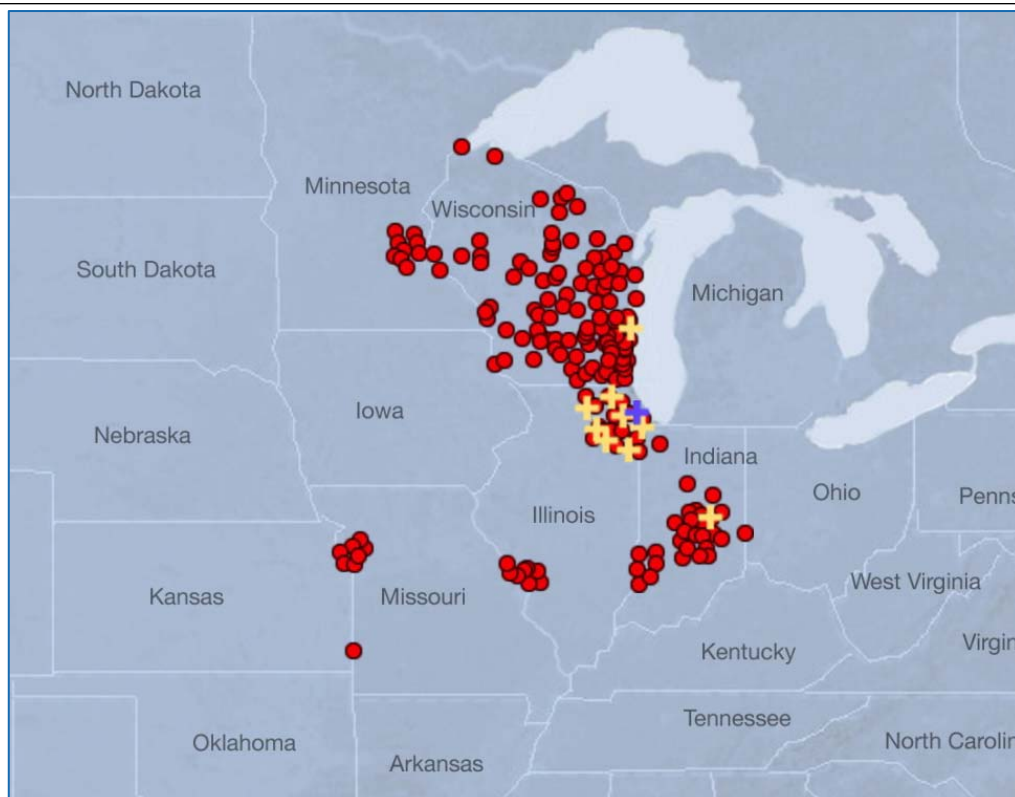 North Dakota
Minnesota
Wisconsin
South Dakota
Michigan
Iowa
Nebraska
Indiana
Ohio
Penns
Illinois
West Virginia
Kansas
Missouri
Virgin
Kentucky
Tennessee
Oklahoma
North Carolin
Arkansas